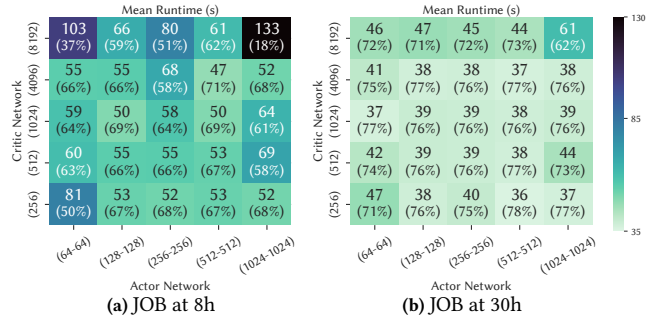 Mean Runtime (s)
Critic Network
(8192) 103 66 80 61 133
(37%) (59%) (51%) (62%) (18%)
(4096) 55 55 68 47 52
(66%) (66%) (58%) (71%) (68%)
(1024) 59 50 58 50 64
(64%) (69%) (64%) (69%) (61%)
(512) 60 55 55 53 69
(63%) (66%) (66%) (67%) (58%)
(256) 81 53 52 53 52
(50%) (67%) (68%) (67%) (68%)
(64-64) (128-128) (256-256) (512-512) (1024-1024)
Actor Network
(a) JOB at 8h
Mean Runtime (s)
Critic Network
(8192) 46 47 45 44 61
(72%) (71%) (72%) (73%) (62%)
(4096) 41 38 38 37 38
(75%) (76%) (76%) (77%) (76%)
(1024) 37 39 39 39 39
(77%) (76%) (76%) (76%) (76%)
(512) 42 39 39 38 44
(74%) (76%) (76%) (77%) (73%)
(256) 47 38 40 36 37
(71%) (76%) (75%) (78%) (77%)
(64-64) (128-128) (256-256) (512-512) (1024-1024)
Actor Network
(b) JOB at 30h
130
85
35